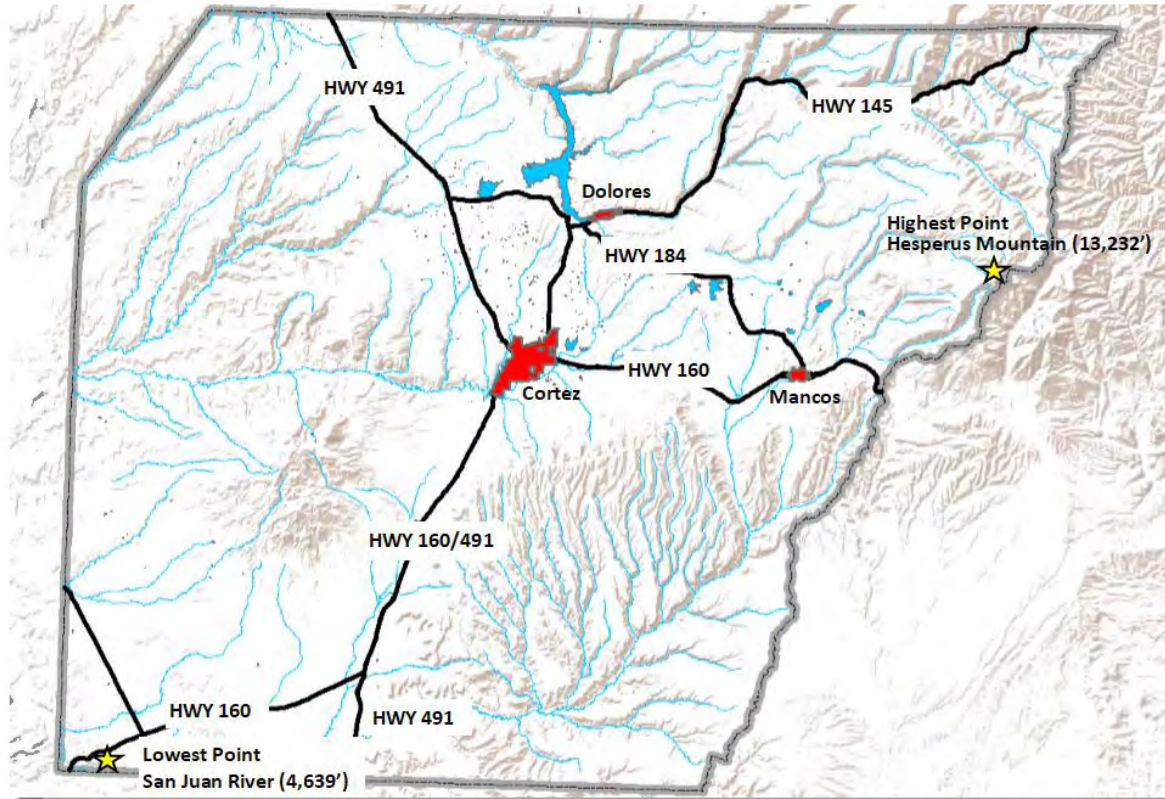 HWY 491
HWY 145
Dolores
Highest Point
Hesperus Mountain (13,232’)
HWY 184
HWY 160
Cortez
Mancos
HWY 160/491
HWY 160
HWY 491
Lowest Point
San Juan River (4,639’)